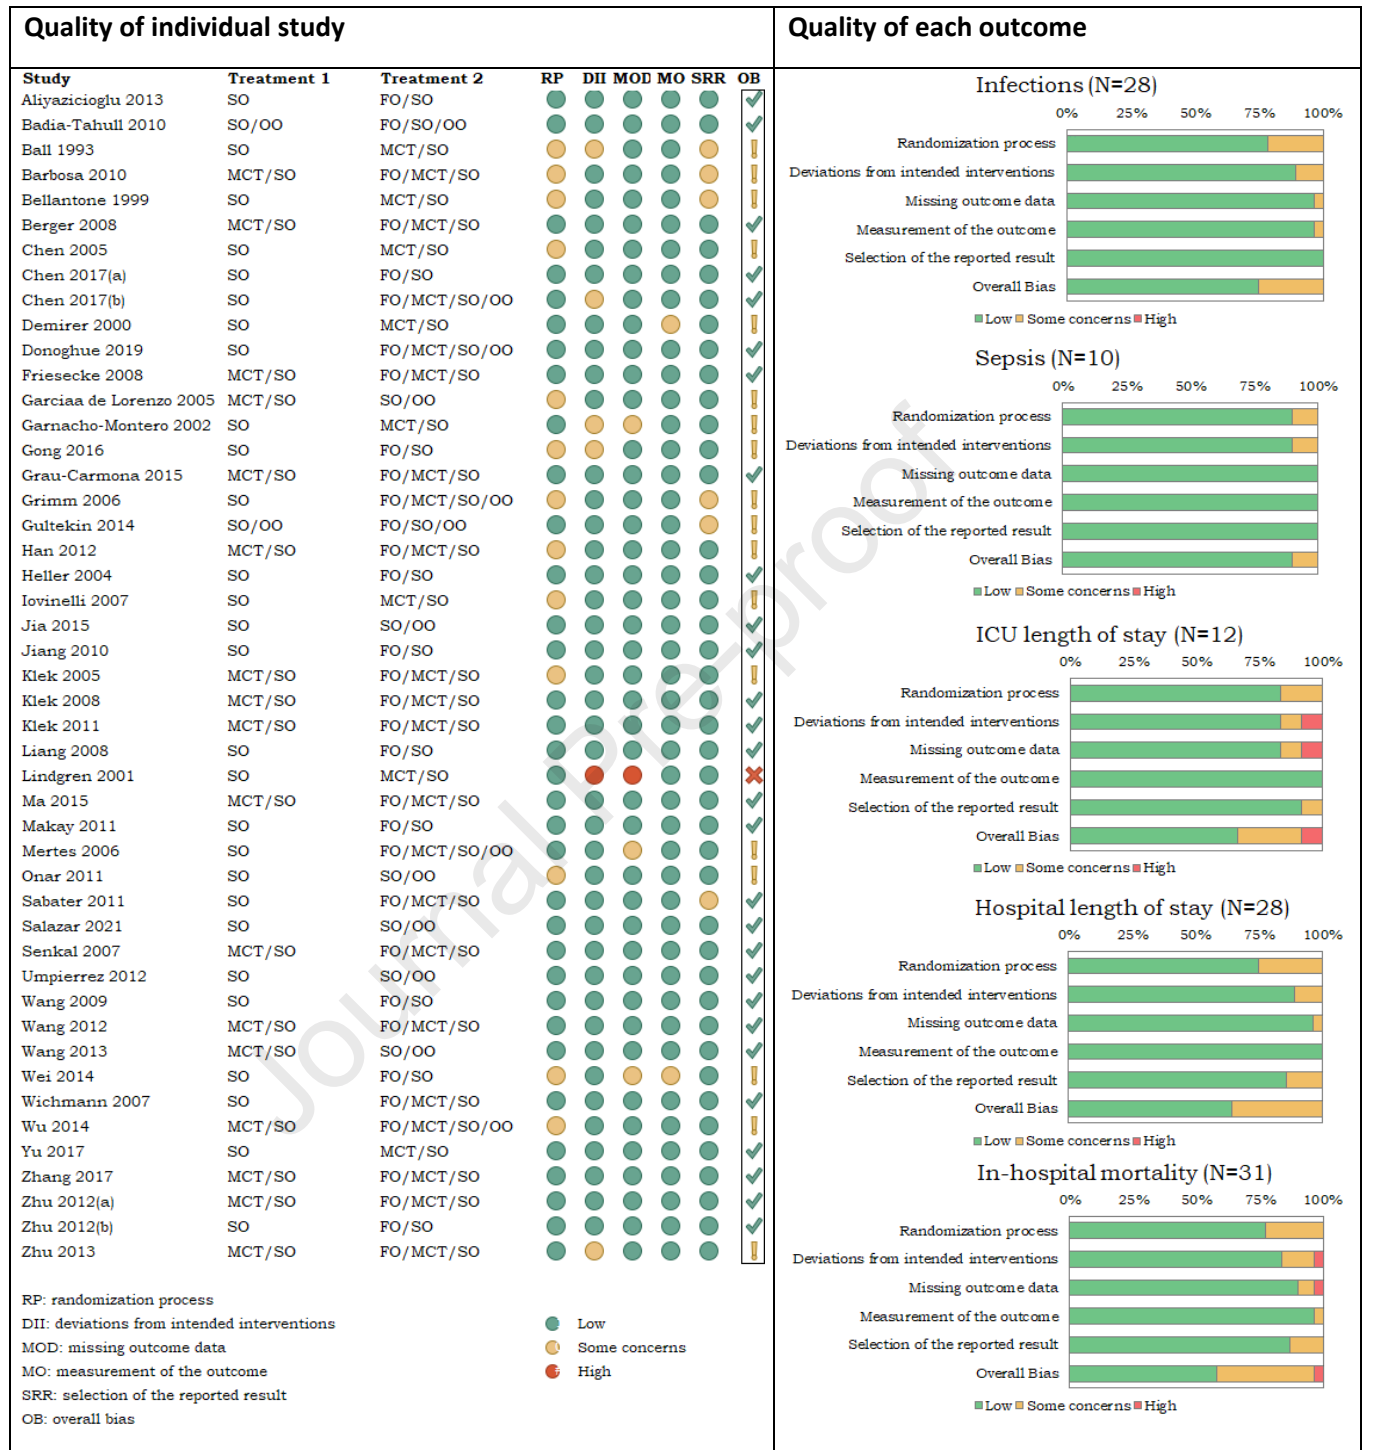 Quality of individual study
Study Treatment 1 Treatment 2 RP DII MOD MO SRR OB
Aliyazicioglu 2013 SO FO/SO
Badia-Tahull 2010 SO/OO FO/SO/OO
Ball 1993 SO MCT/SO
Barbosa 2010 MCT/SO FO/MCT/SO
Bellantone 1999 SO MCT/SO
Berger 2008 MCT/SO FO/MCT/SO
Chen 2005 SO MCT/SO
Chen 2017(a) SO FO/SO
Chen 2017(b) SO FO/MCT/SO/OO
Demirer 2000 SO MCT/SO
Donoghue 2019 SO FO/MCT/SO/OO
Friesecke 2008 MCT/SO FO/MCT/SO
Garciaa de Lorenzo 2005 MCT/SO SO/OO
Garnacho-Montero 2002 SO MCT/SO
Gong 2016 SO FO/SO
Grau-Carmona 2015 MCT/SO FO/MCT/SO
Grimm 2006 SO FO/MCT/SO/OO
Gultekin 2014 SO/OO FO/SO/OO
Han 2012 MCT/SO FO/MCT/SO
Heller 2004 SO FO/SO
Iovinelli 2007 SO MCT/SO
Jia 2015 SO SO/OO
Jiang 2010 SO FO/SO
Klek 2005 MCT/SO FO/MCT/SO
Klek 2008 MCT/SO FO/MCT/SO
Klek 2011 MCT/SO FO/MCT/SO
Liang 2008 SO FO/SO
Lindgren 2001 SO MCT/SO
Ma 2015 MCT/SO FO/MCT/SO
Makay 2011 SO FO/SO
Mertes 2006 SO FO/MCT/SO/OO
Onar 2011 SO SO/OO
Sabater 2011 SO FO/MCT/SO
Salazar 2021 SO SO/OO
Senkal 2007 MCT/SO FO/MCT/SO
Umpierrez 2012 SO SO/OO
Wang 2009 SO FO/SO
Wang 2012 MCT/SO FO/MCT/SO
Wang 2013 MCT/SO SO/OO
Wei 2014 SO FO/SO
Wichmann 2007 SO FO/MCT/SO
Wu 2014 MCT/SO FO/MCT/SO/OO
Yu 2017 SO MCT/SO
Zhang 2017 MCT/SO FO/MCT/SO
Zhu 2012(a) MCT/SO FO/MCT/SO
Zhu 2012(b) SO FO/SO
Zhu 2013 MCT/SO FO/MCT/SO
RP: randomization process
DII: deviations from intended interventions
MOD: missing outcome data
MO: measurement of the outcome
SRR: selection of the reported result
OB: overall bias
Low
Some concerns
High
Quality of each outcome
Infections (N=28)
0% 25% 50% 75% 100%
Randomization process
Deviations from intended interventions
Missing outcome data
Measurement of the outcome
Selection of the reported result
Overall Bias
Low Some concerns High
Sepsis (N=10)
0% 25% 50% 75% 100%
Randomization process
Deviations from intended interventions
Missing outcome data
Measurement of the outcome
Selection of the reported result
Overall Bias
Low Some concerns High
ICU length of stay (N=12)
0% 25% 50% 75% 100%
Randomization process
Deviations from intended interventions
Missing outcome data
Measurement of the outcome
Selection of the reported result
Overall Bias
Low Some concerns High
Hospital length of stay (N=28)
0% 25% 50% 75% 100%
Randomization process
Deviations from intended interventions
Missing outcome data
Measurement of the outcome
Selection of the reported result
Overall Bias
Low Some concerns High
In-hospital mortality (N=31)
0% 25% 50% 75% 100%
Randomization process
Deviations from intended interventions
Missing outcome data
Measurement of the outcome
Selection of the reported result
Overall Bias
Low Some concerns High
Journal Pre-proof